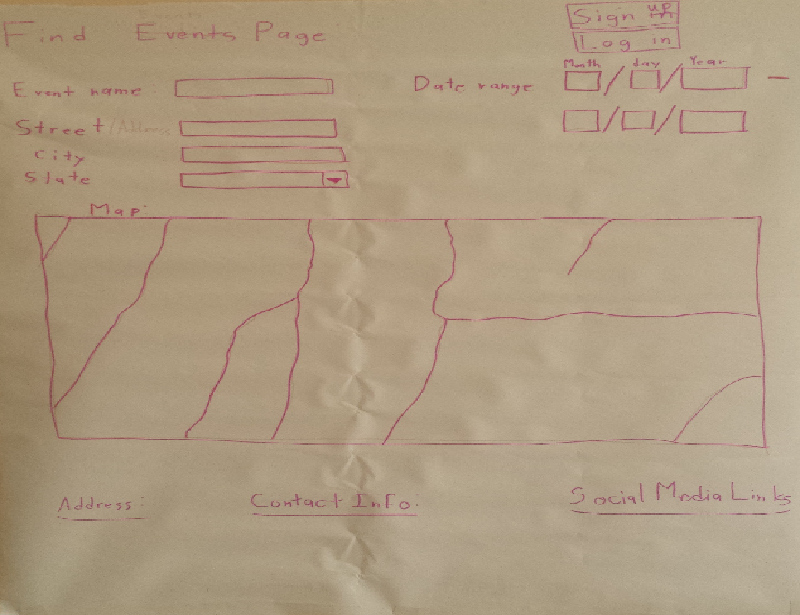 Find Events Page
Sign up
Log in
Month day Year
Event name
Date range
Street/Address
City
State
Map:
Address:
Contact Info.
Social Media Links